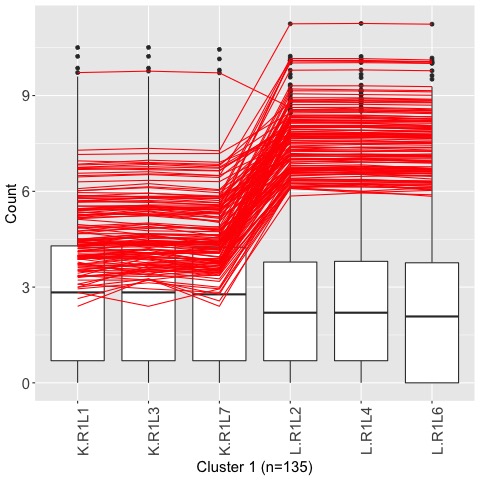 Count
9
6
3
0
K.R1L1
K.R1L3
K.R1L7
L.R1L2
L.R1L4
L.R1L6
Cluster 1 (n=135)